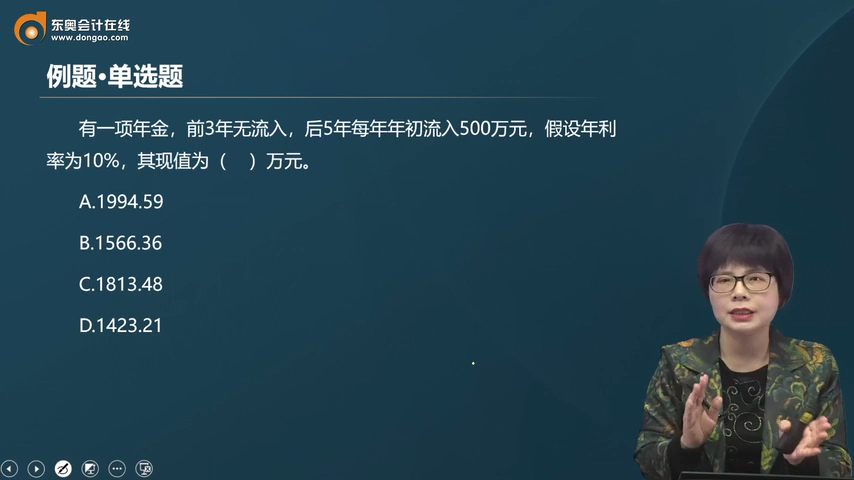 东奥会计在线
www.dongao.com
例题•单选题
有一项年金，前3年无流入，后5年每年年初流入500万元，假设年利
率为10%，其现值为（　）万元。
A.1994.59
B.1566.36
C.1813.48
D.1423.21